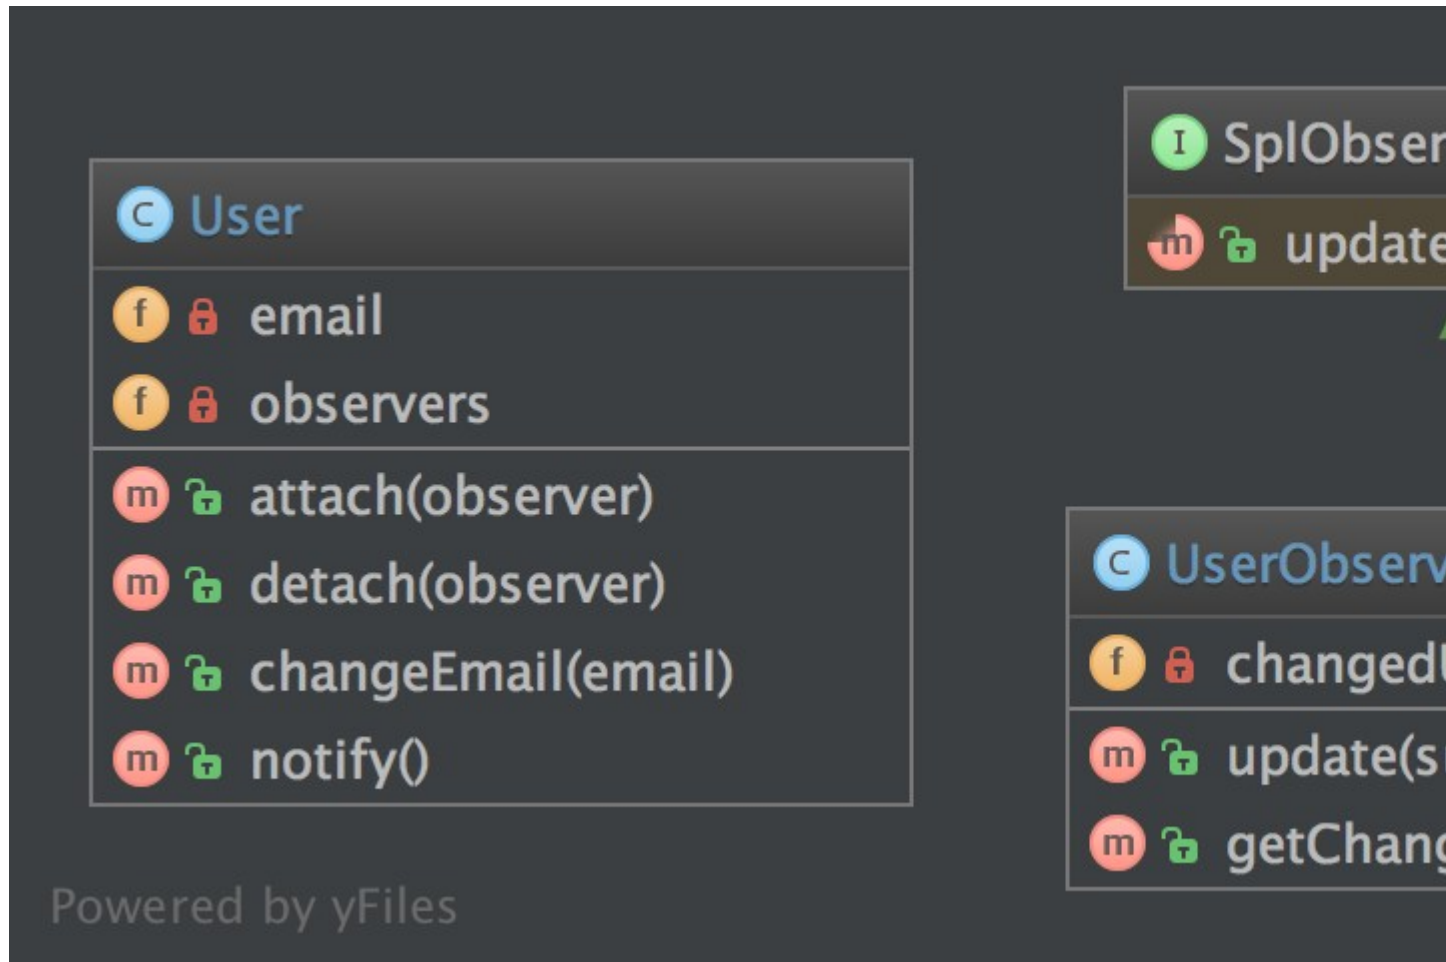 User
email
observers
attach(observer)
detach(observer)
changeEmail(email)
notify()
SplObser
update
UserObserv
changed
update(s
getChang
Powered by yFiles